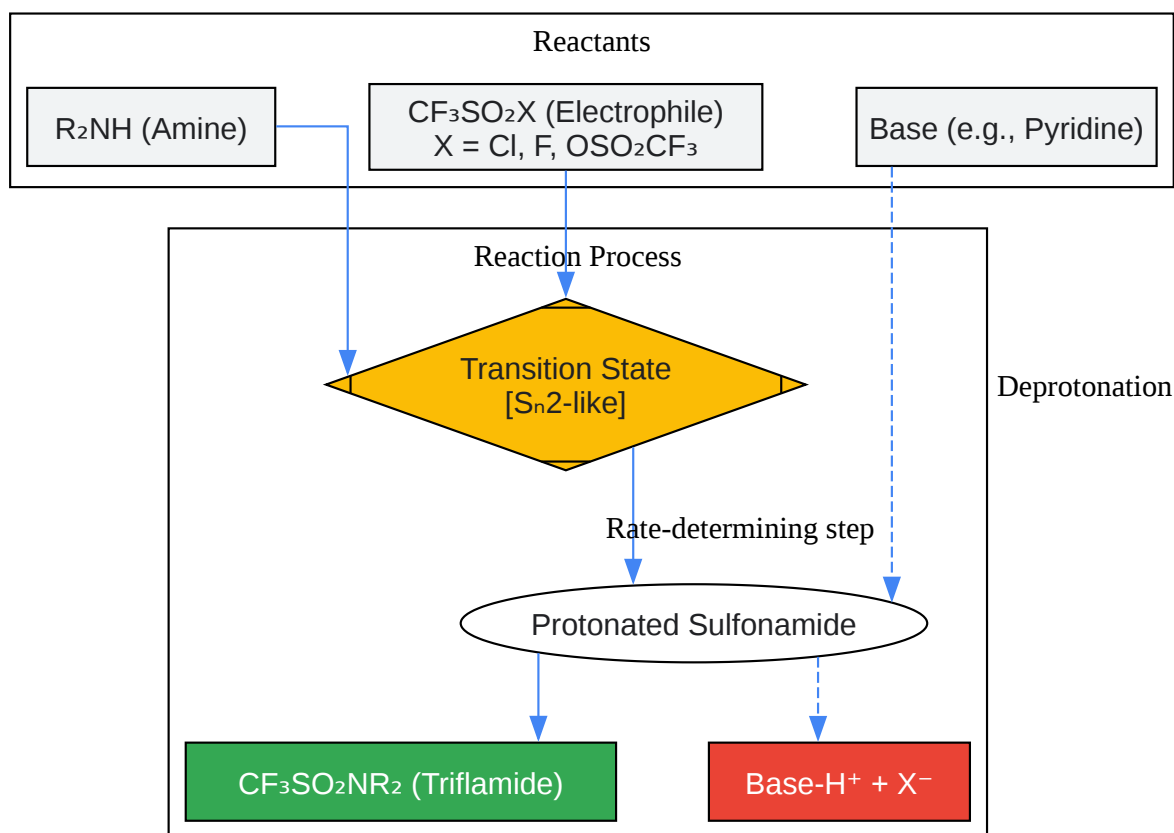 Reactants
R₂NH (Amine)
CF₃SO₂X (Electrophile)
X = Cl, F, OSO₂CF₃
Base (e.g., Pyridine)
Reaction Process
Transition State
[Sₙ2-like]
Deprotonation
Rate-determining step
Protonated Sulfonamide
CF₃SO₂NR₂ (Triflamide)
Base-H⁺ + X⁻